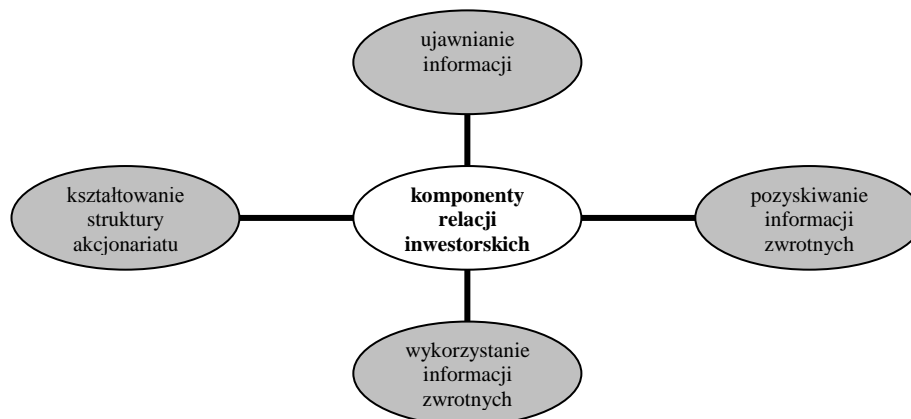 ujawnianie
informacji
kształtowanie
struktury
akcjonariatu
komponenty
relacji
inwestorskich
pozyskiwanie
informacji
zwrotnych
wykorzystanie
informacji
zwrotnych